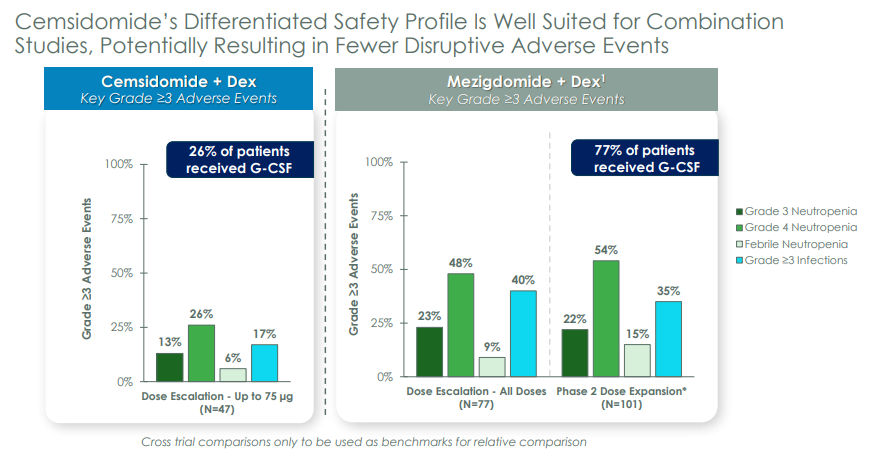 Cemsidomide’s Differentiated Safety Profile Is Well Suited for Combination
Studies, Potentially Resulting in Fewer Disruptive Adverse Events
Cemsidomide + Dex
Key Grade ≥3 Adverse Events
26% of patients
received G-CSF
Grade ≥3 Adverse Events
100%
75%
50%
25%
0%
13%
26%
6%
17%
Dose Escalation - Up to 75 µg
(N=47)
Mezigdomide + Dex1
Key Grade ≥3 Adverse Events
77% of patients
received G-CSF
Grade ≥3 Adverse Events
100%
75%
50%
25%
0%
23%
48%
9%
40%
22%
54%
15%
35%
Dose Escalation - All Doses
(N=77)
Phase 2 Dose Expansion*
(N=101)
Grade 3 Neutropenia
Grade 4 Neutropenia
Febrile Neutropenia
Grade ≥3 Infections
Cross trial comparisons only to be used as benchmarks for relative comparison